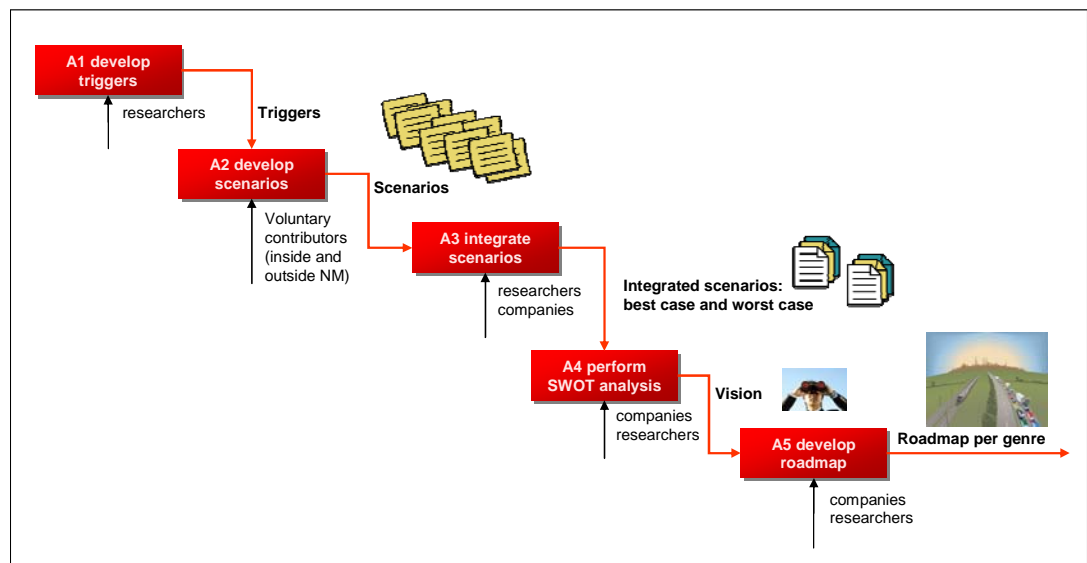 A1 develop
triggers
researchers
Triggers
A2 develop
scenarios
Scenarios
Voluntary
contributors
(inside and
outside NM)
A3 integrate
scenarios
researchers
companies
Integrated scenarios:
best case and worst case
A4 perform
SWOT analysis
Vision
companies
researchers
A5 develop
roadmap
Roadmap per genre
companies
researchers